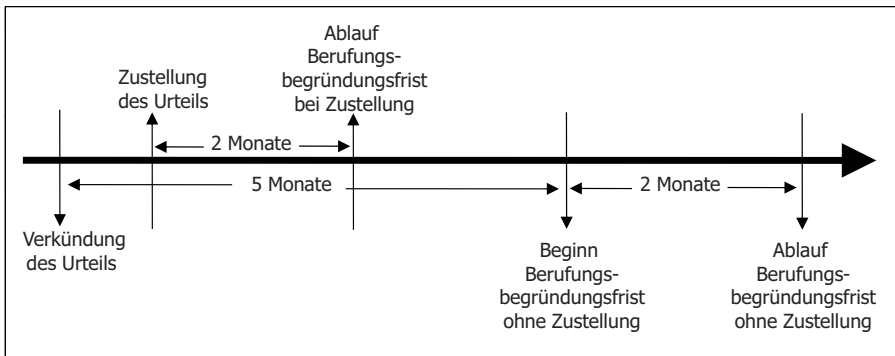 Zustellung
des Urteils
Ablauf
Berufungs-
begründungsfrist
bei Zustellung
2 Monate
5 Monate
2 Monate
Verkündung
des Urteils
Beginn
Berufungs-
begründungsfrist
ohne Zustellung
Ablauf
Berufungs-
begründungsfrist
ohne Zustellung